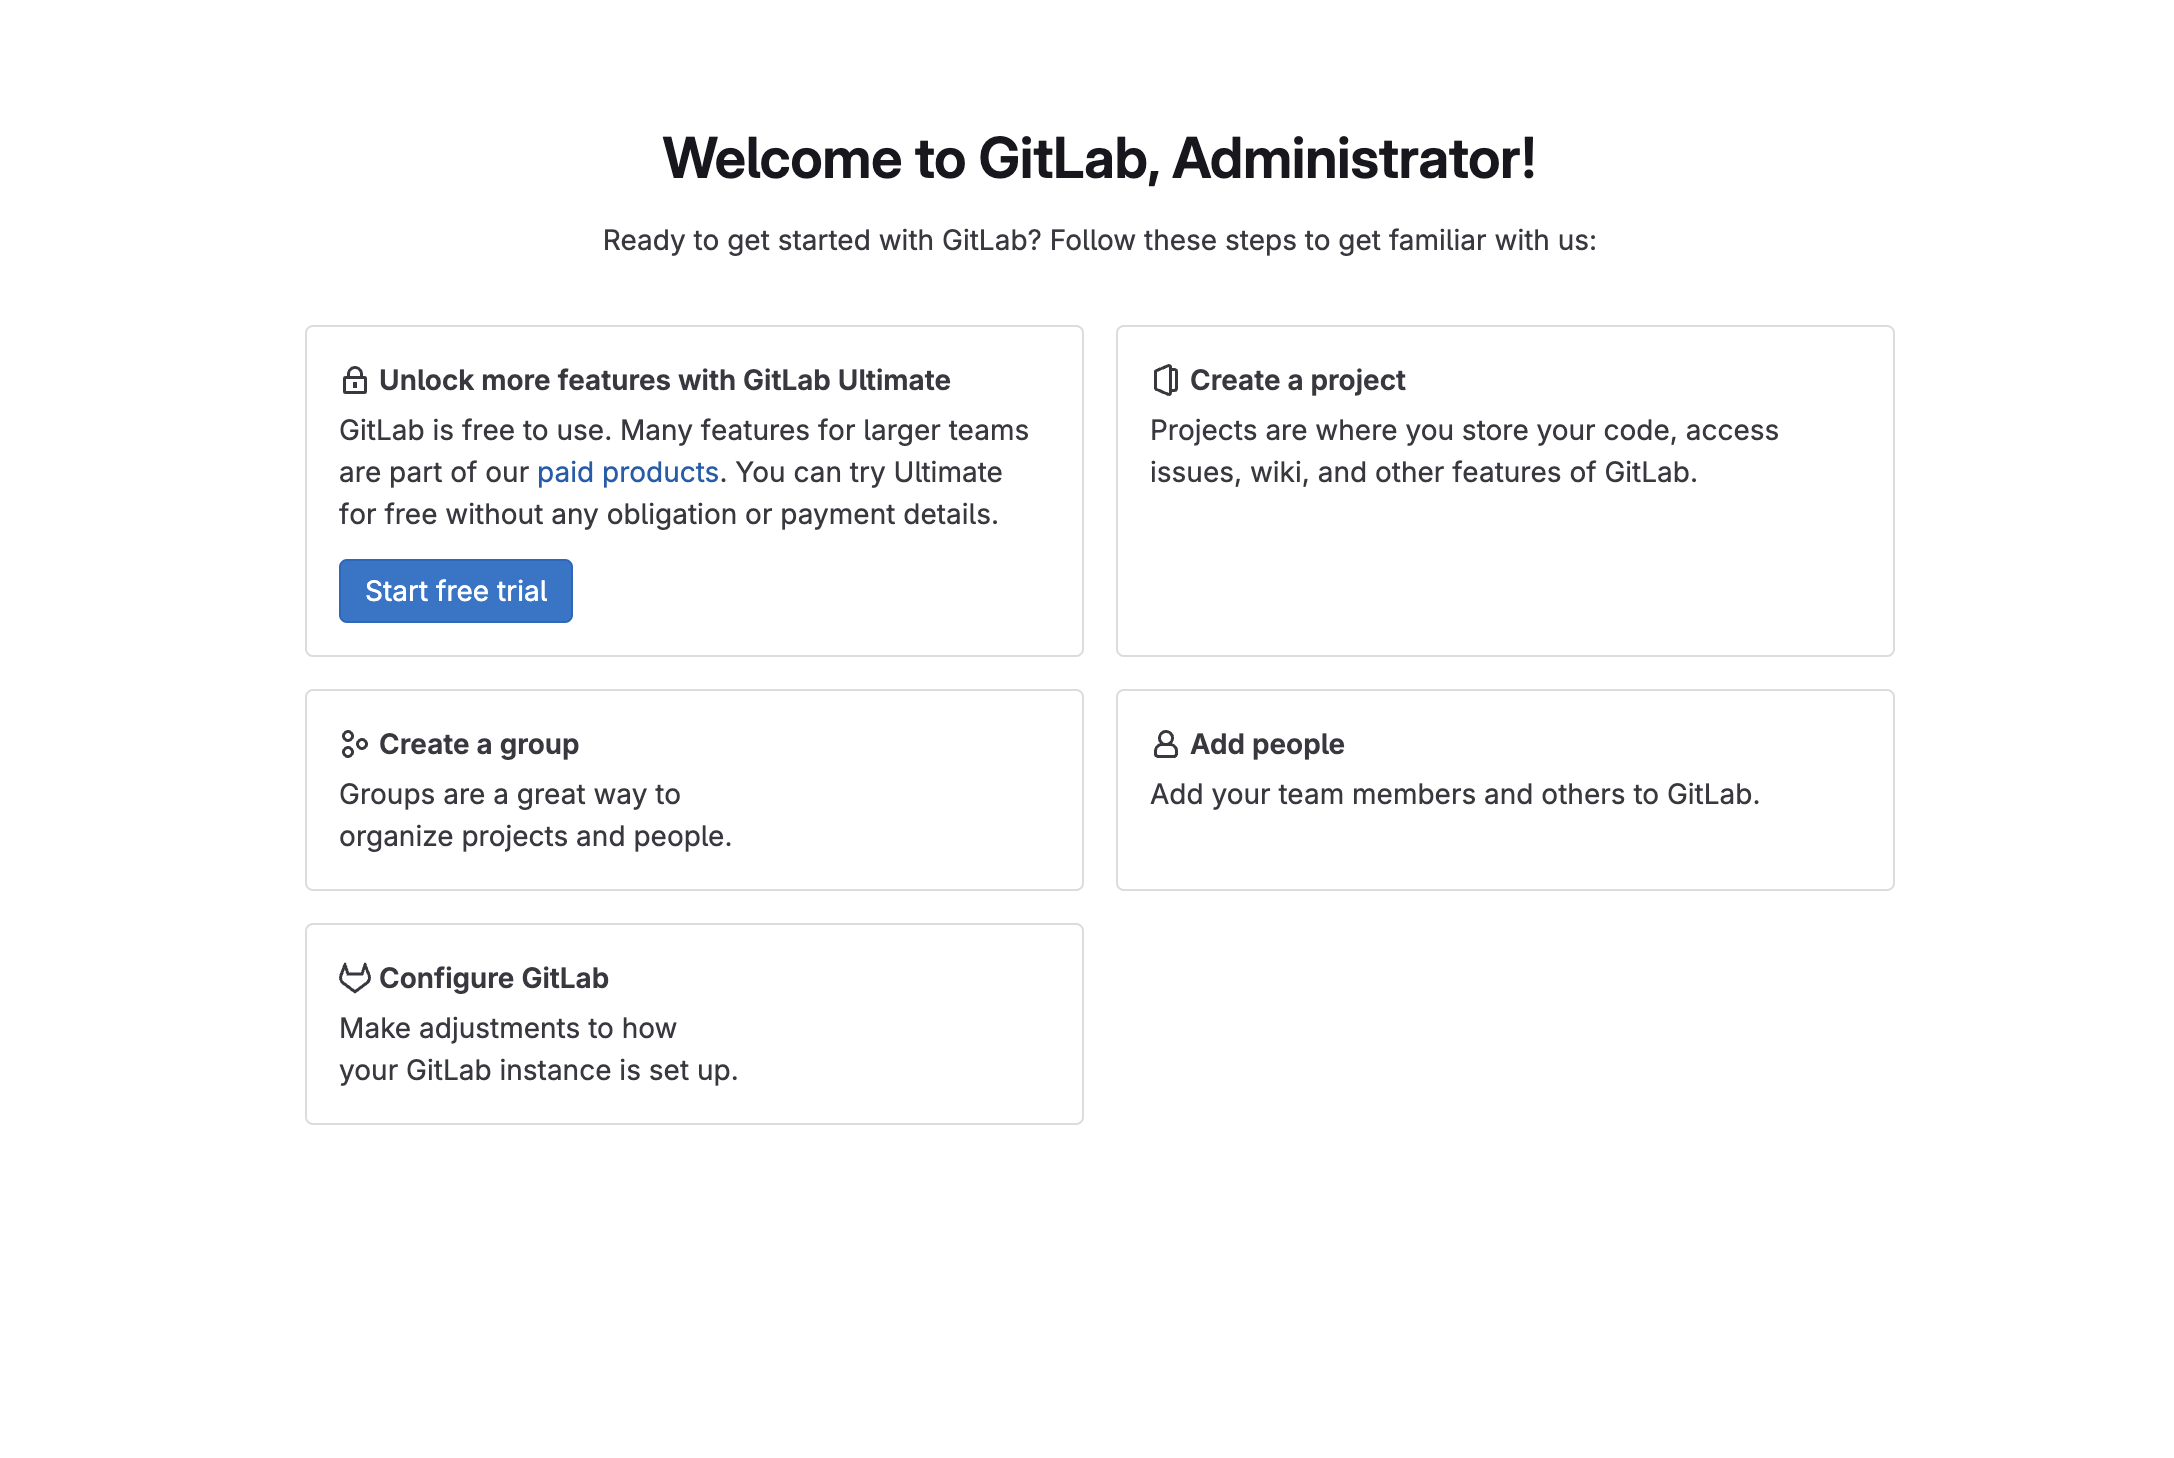 Welcome to GitLab, Administrator!
Ready to get started with GitLab? Follow these steps to get familiar with us:
Unlock more features with GitLab Ultimate
GitLab is free to use. Many features for larger teams
are part of our paid products. You can try Ultimate
for free without any obligation or payment details.
Start free trial
Create a project
Projects are where you store your code, access
issues, wiki, and other features of GitLab.
Create a group
Groups are a great way to
organize projects and people.
Add people
Add your team members and others to GitLab.
Configure GitLab
Make adjustments to how
your GitLab instance is set up.